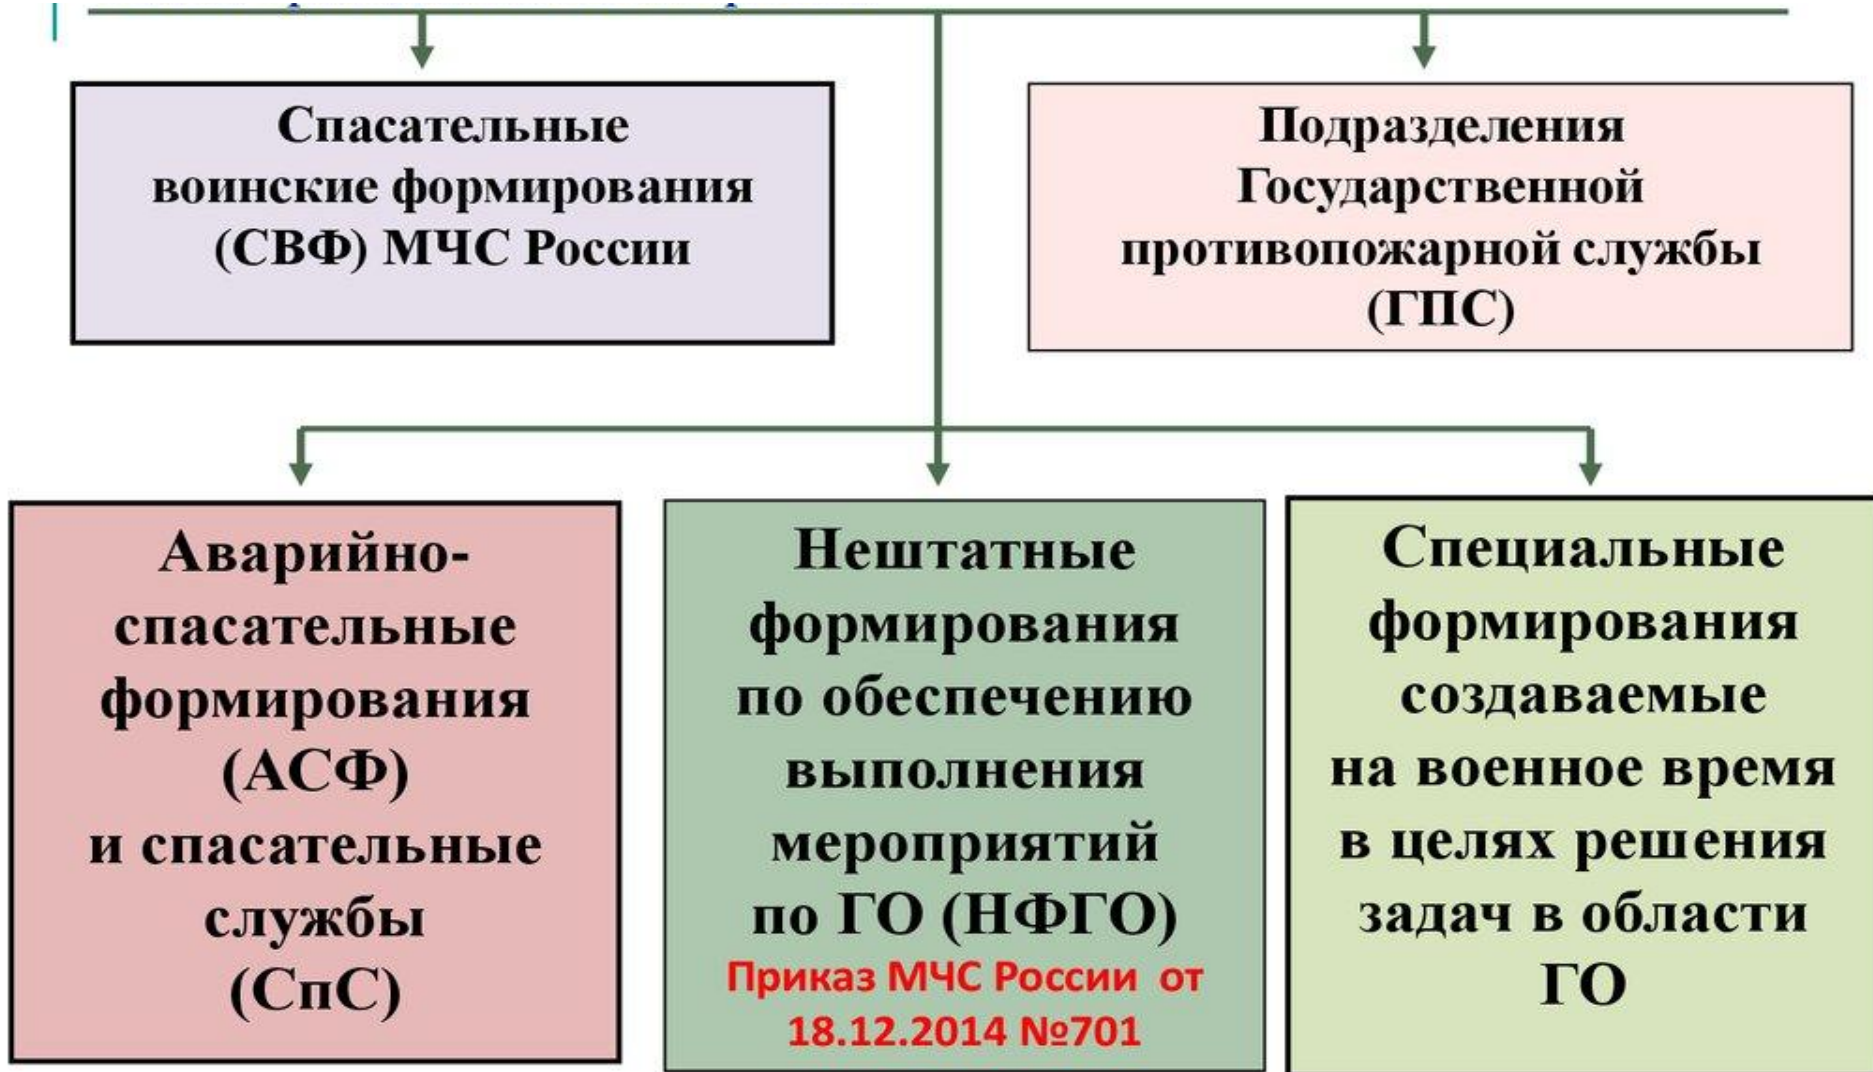 Спасательные
воинские формирования
(СВФ) МЧС России
Подразделения
Государственной
противопожарной службы
(ГПС)
Аварийно-
спасательные
формирования
(АСФ)
и спасательные
службы
(СпС)
Нештатные
формирования
по обеспечению
выполнения
мероприятий
по ГО (НФГО)
Приказ МЧС России от
18.12.2014 №701
Специальные
формирования
создаваемые
на военное время
в целях решения
задач в области
ГО